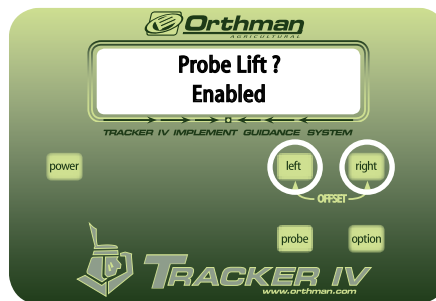 Orthman
AGRICULTURAL
Probe Lift ?
Enabled
TRACKER IV IMPLEMENT GUIDANCE SYSTEM
power
left
right
OFFSET
probe
option
TRACKER IV
www.orthman.com